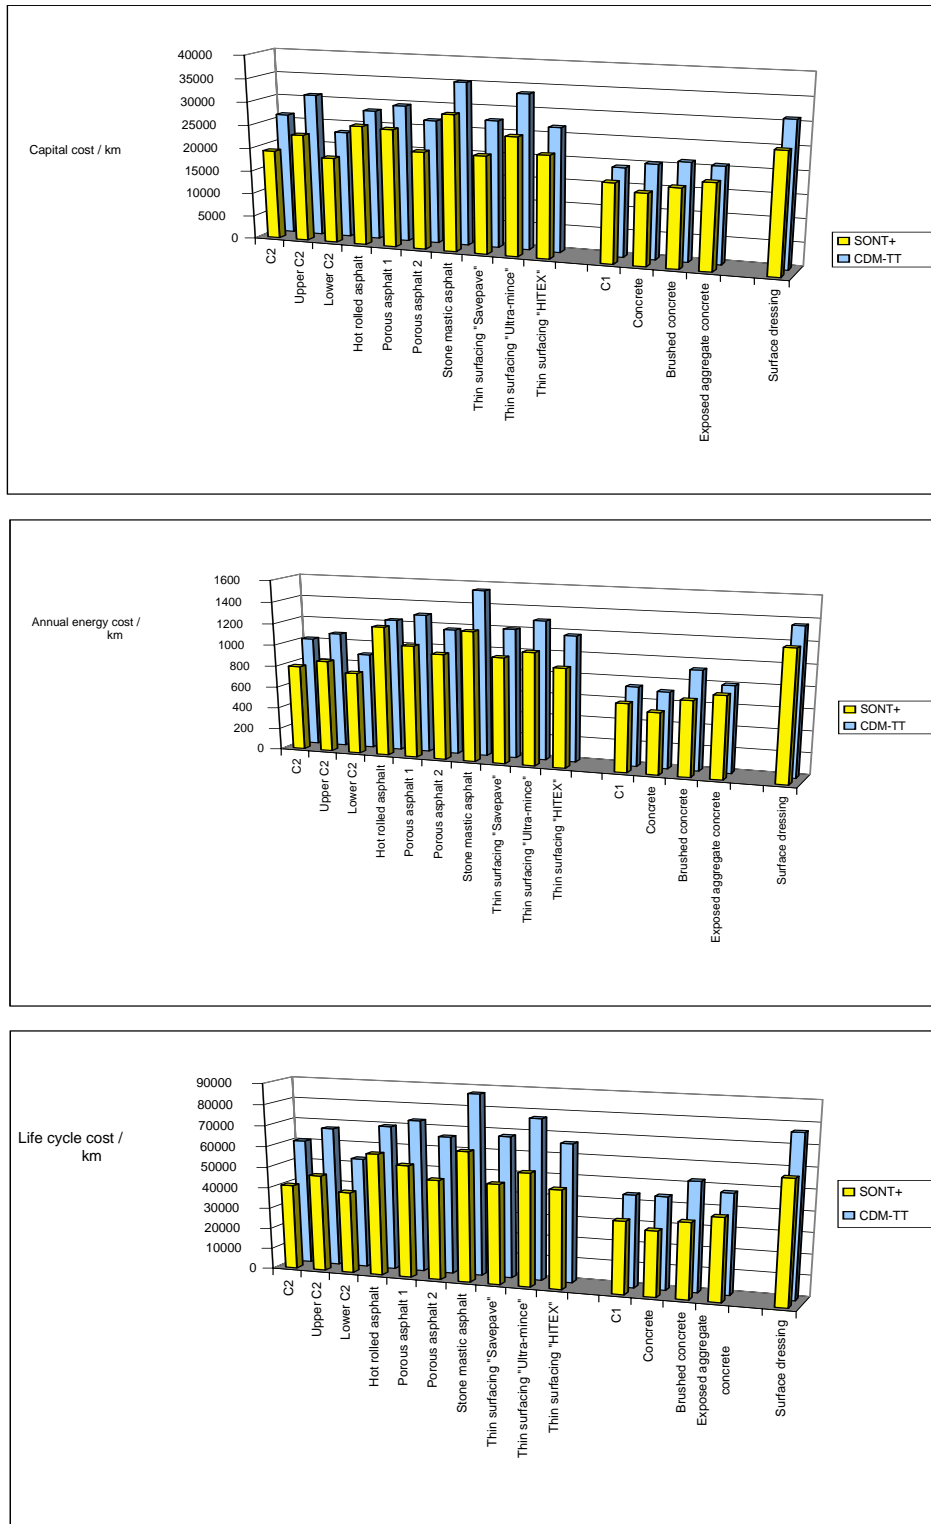 40000
35000
30000
25000
20000
15000
10000
5000
0
Capital cost / km
C2
Upper C2
Lower C2
Hot rolled asphalt
Porous asphalt 1
Porous asphalt 2
Stone mastic asphalt
Thin surfacing "Savepave"
Thin surfacing "Ultra-mince"
Thin surfacing "HITEX"
C1
Concrete
Brushed concrete
Exposed aggregate concrete
Surface dressing
SONT+
CDM-TT
1600
1400
1200
1000
800
600
400
200
0
Annual energy cost /
km
C2
Upper C2
Lower C2
Hot rolled asphalt
Porous asphalt 1
Porous asphalt 2
Stone mastic asphalt
Thin surfacing "Savepave"
Thin surfacing "Ultra-mince"
Thin surfacing "HITEX"
C1
Concrete
Brushed concrete
Exposed aggregate concrete
Surface dressing
SONT+
CDM-TT
90000
80000
70000
60000
50000
40000
30000
20000
10000
0
Life cycle cost /
km
C2
Upper C2
Lower C2
Hot rolled asphalt
Porous asphalt 1
Porous asphalt 2
Stone mastic asphalt
Thin surfacing "Savepave"
Thin surfacing "Ultra-mince"
Thin surfacing "HITEX"
C1
Concrete
Brushed concrete
Exposed aggregate
concrete
Surface dressing
SONT+
CDM-TT